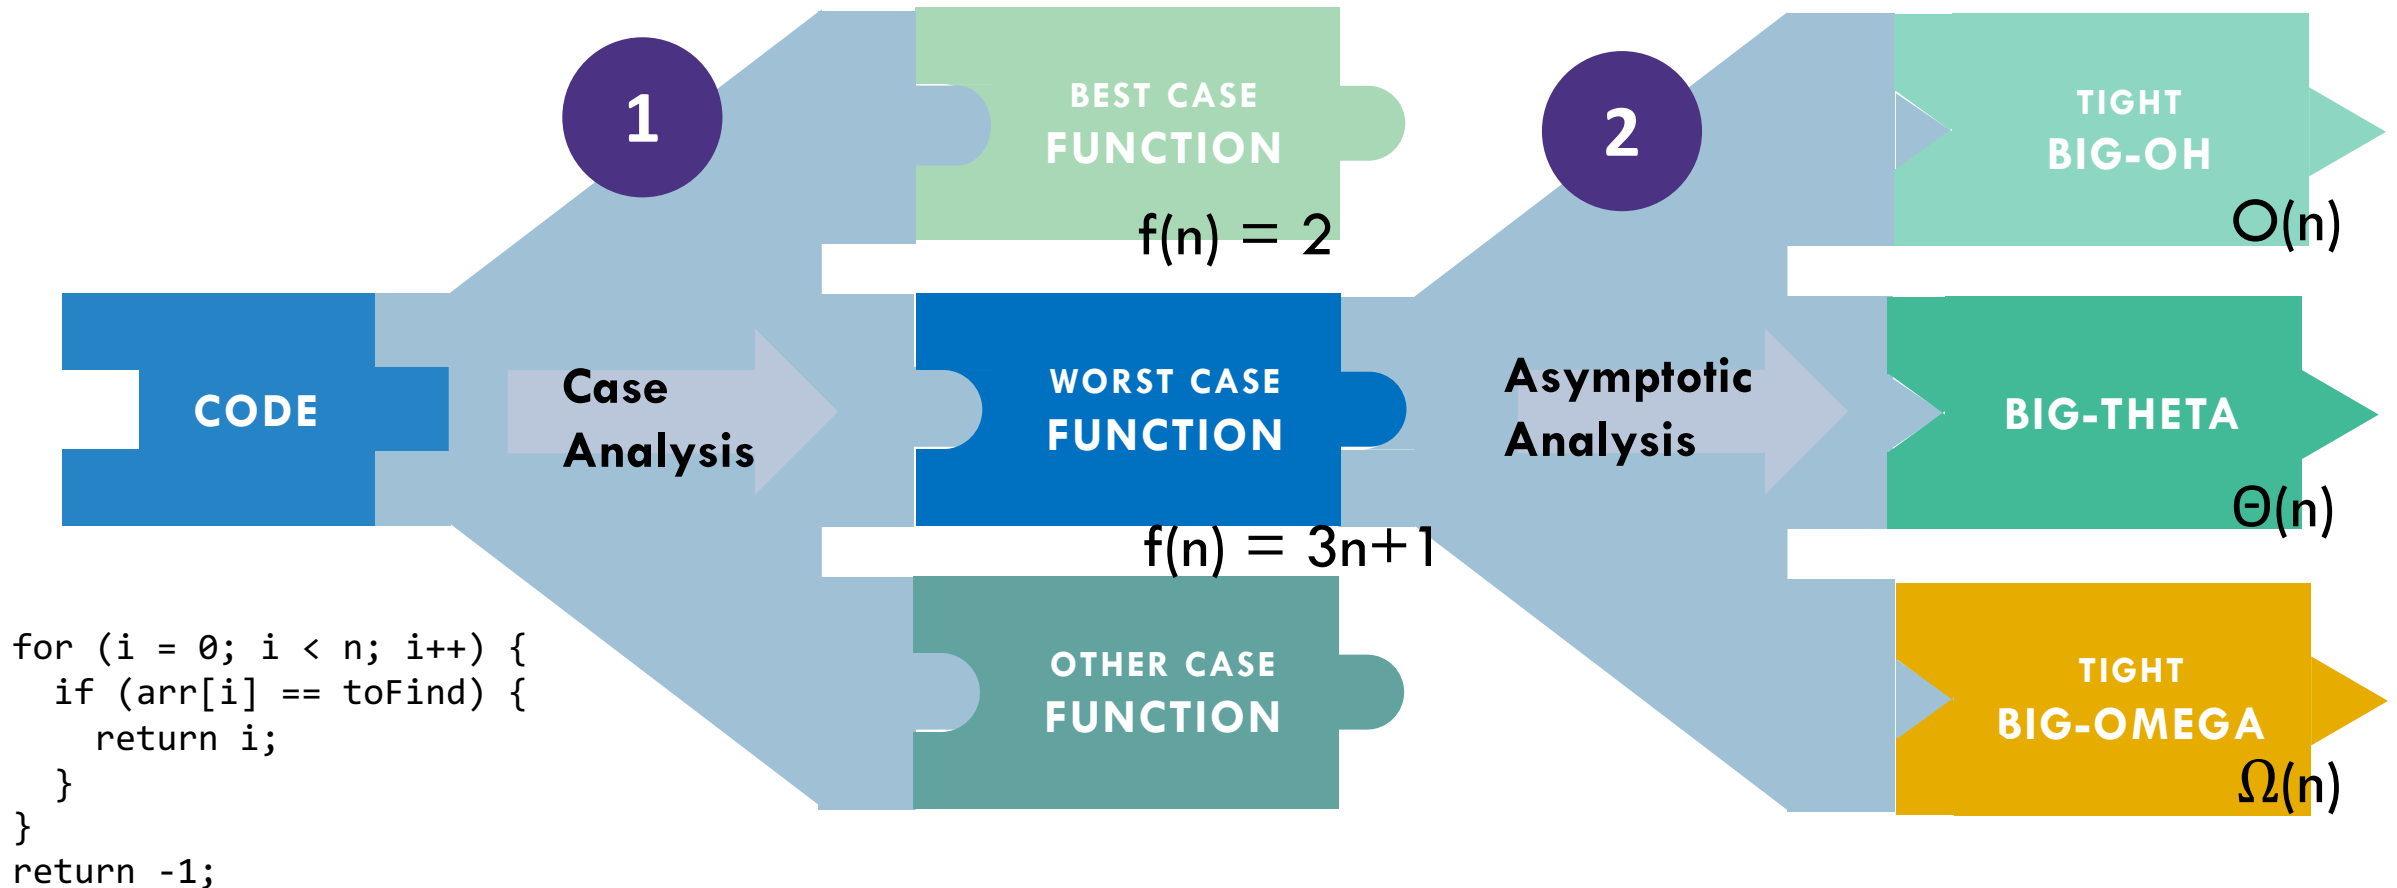 1
BEST CASE
FUNCTION
f(n) = 2
2
TIGHT
BIG-OH
O(n)
CODE
Case
Analysis
WORST CASE
FUNCTION
f(n) = 3n+1
Asymptotic
Analysis
BIG-THETA
Θ(n)
for (i = 0; i < n; i++) {
  if (arr[i] == toFind) {
    return i;
  }
}
return -1;
OTHER CASE
FUNCTION
TIGHT
BIG-OMEGA
Ω(n)